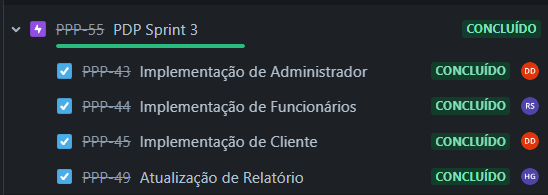 PPP-55 PDP Sprint 3 CONCLUÍDO
PPP-43 Implementação de Administrador CONCLUÍDO DD
PPP-44 Implementação de Funcionários CONCLUÍDO RS
PPP-45 Implementação de Cliente CONCLUÍDO DD
PPP-49 Atualização de Relatório CONCLUÍDO HG